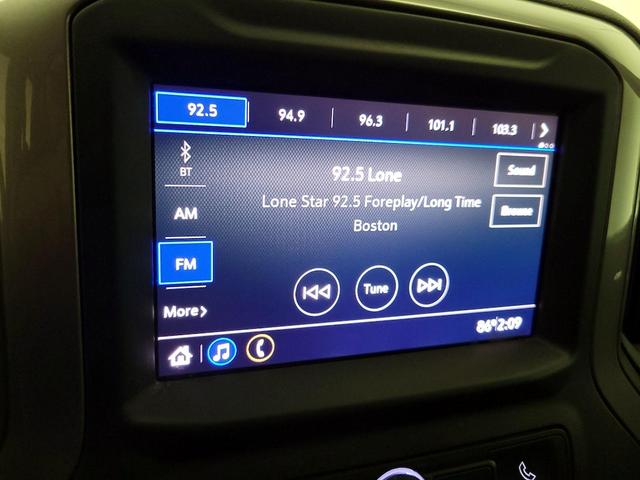 92.5 94.9 96.3 101.1 103.3
BT
92.5 Lone
Sound
Lone Star 92.5 Foreplay/Long Time
Browse
AM
Boston
FM
Tune
More
86° 2:09